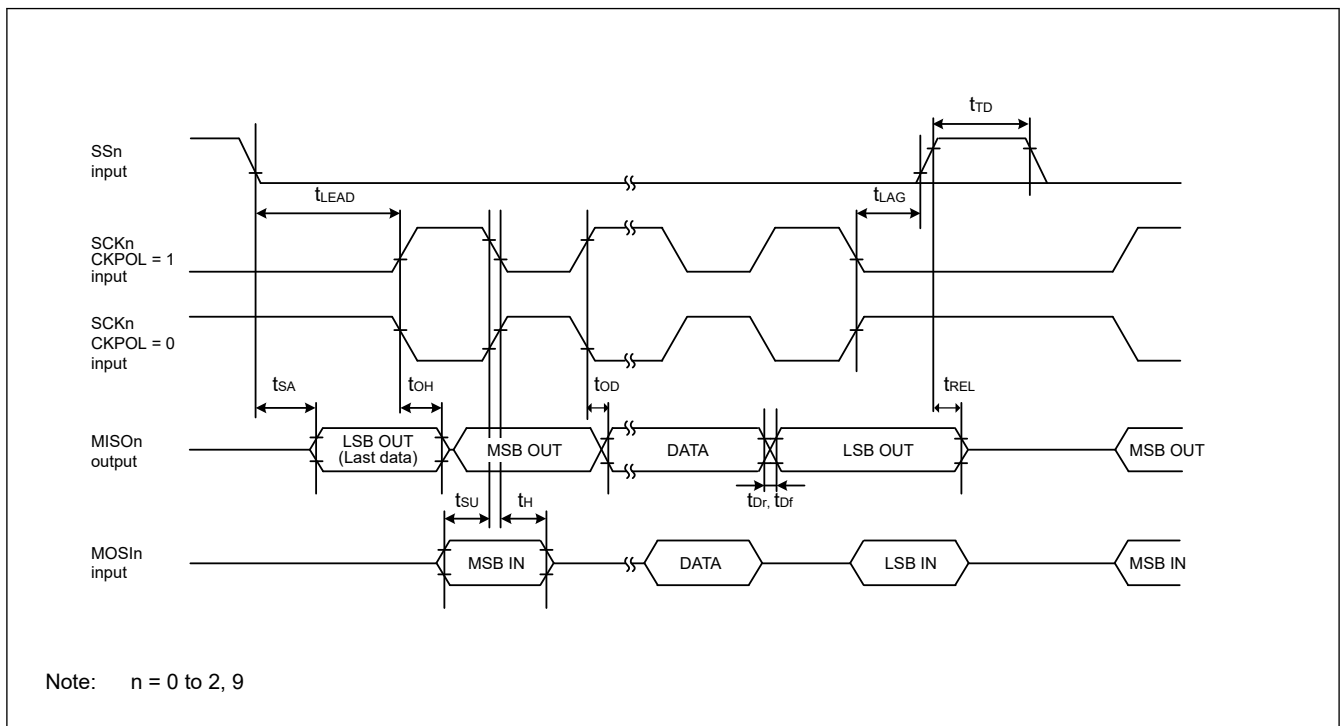 tTD
SSn
input
tLEAD
tLAG
SCKn
CKPOL = 1
input
SCKn
CKPOL = 0
input
tSA
tOH
tOD
tREL
MISOn
output
LSB OUT
(Last data)
MSB OUT
DATA
LSB OUT
MSB OUT
tSU
tH
tDr, tDf
MOSIn
input
MSB IN
DATA
LSB IN
MSB IN
Note: n = 0 to 2, 9